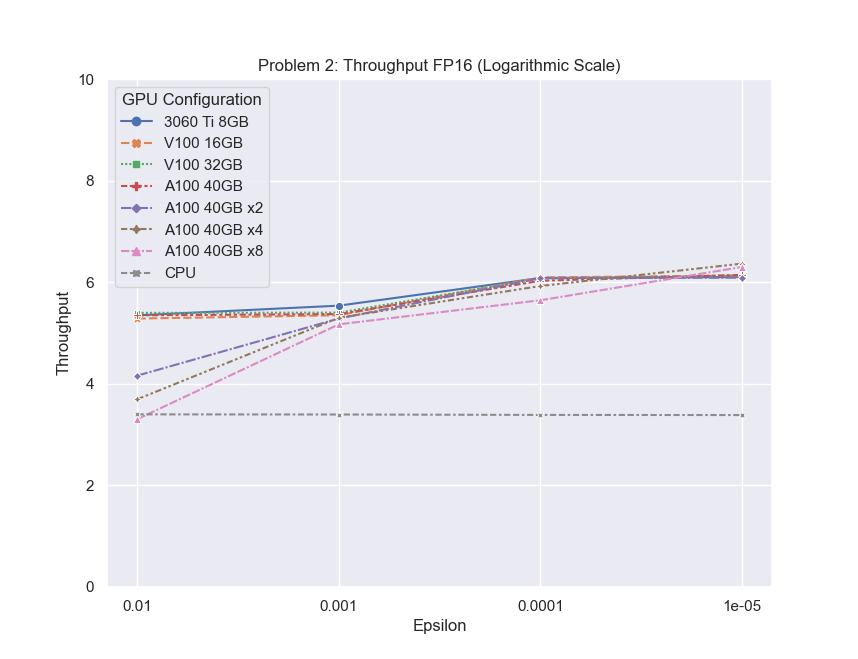 Problem 2: Throughput FP16 (Logarithmic Scale)
10
8
6
4
2
0
Throughput
GPU Configuration
3060 Ti 8GB
V100 16GB
V100 32GB
A100 40GB
A100 40GB x2
A100 40GB x4
A100 40GB x8
CPU
0.01
0.001
0.0001
1e-05
Epsilon